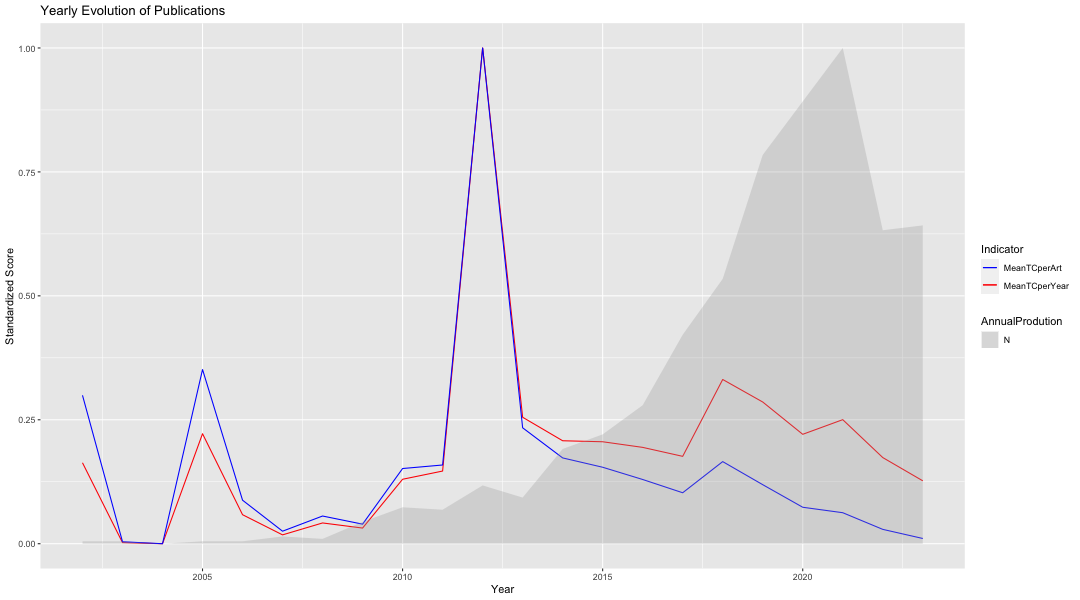 Yearly Evolution of Publications
1.00
0.75
0.50
0.25
0.00
Standardized Score
2005
2010
2015
2020
Year
Indicator
MeanTCperArt
MeanTCperYear
AnnualProdution
N